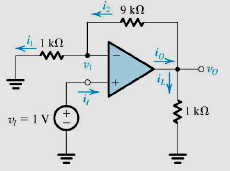 i₂
9 kΩ
i₁
1 kΩ
v₁
−
iO
vO
+
iL
iI
1 kΩ
vI = 1 V
+
−